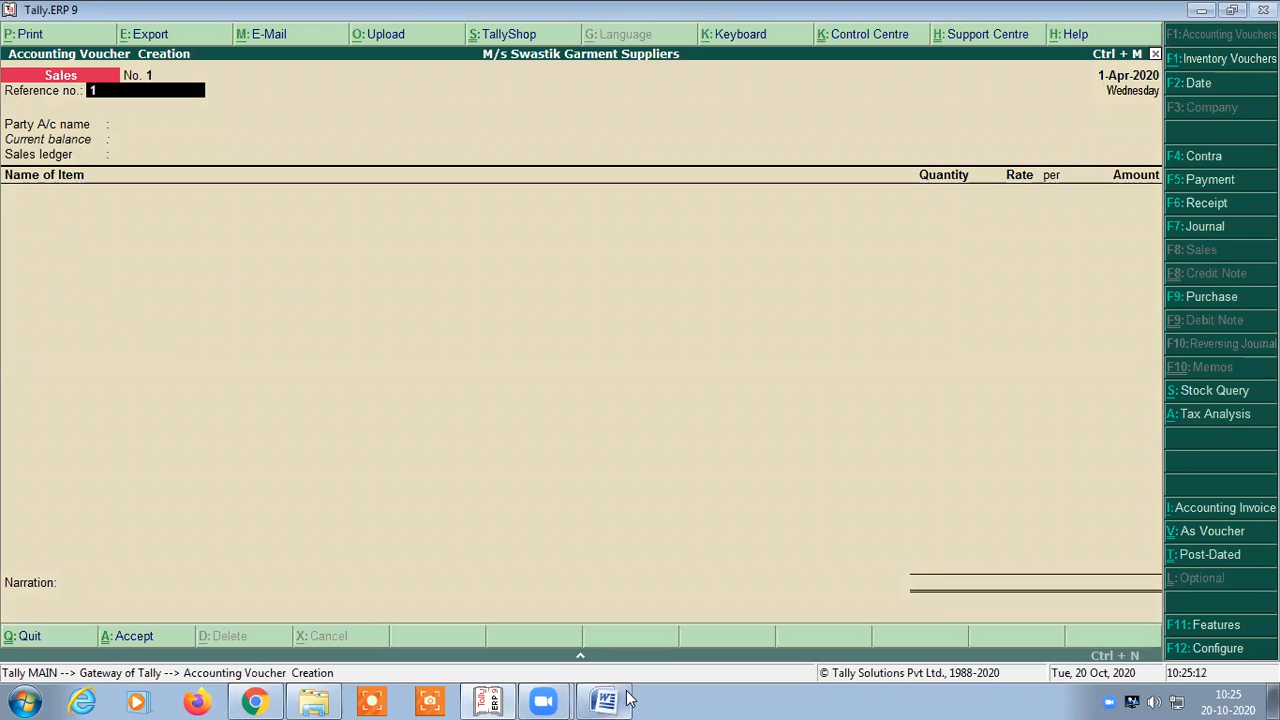 Tally.ERP 9
P: Print E: Export M: E-Mail O: Upload S: TallyShop G: Language K: Keyboard K: Control Centre H: Support Centre H: Help
Accounting Voucher Creation M/s Swastik Garment Suppliers Ctrl + M
Sales No. 1 1-Apr-2020
Reference no.: 1 Wednesday
Party A/c name :
Current balance :
Sales ledger :
Name of Item Quantity Rate per Amount
Narration:
F1: Accounting Vouchers
F1: Inventory Vouchers
F2: Date
F3: Company
F4: Contra
F5: Payment
F6: Receipt
F7: Journal
F8: Sales
F8: Credit Note
F9: Purchase
F9: Debit Note
F10: Reversing Journal
F10: Memos
S: Stock Query
A: Tax Analysis
I: Accounting Invoice
V: As Voucher
T: Post-Dated
L: Optional
F11: Features
F12: Configure
Q: Quit A: Accept D: Delete X: Cancel
Ctrl + N
Tally MAIN --> Gateway of Tally --> Accounting Voucher Creation © Tally Solutions Pvt Ltd., 1988-2020 Tue, 20 Oct, 2020 10:25:12
Tally ERP 9
10:25
20-10-2020